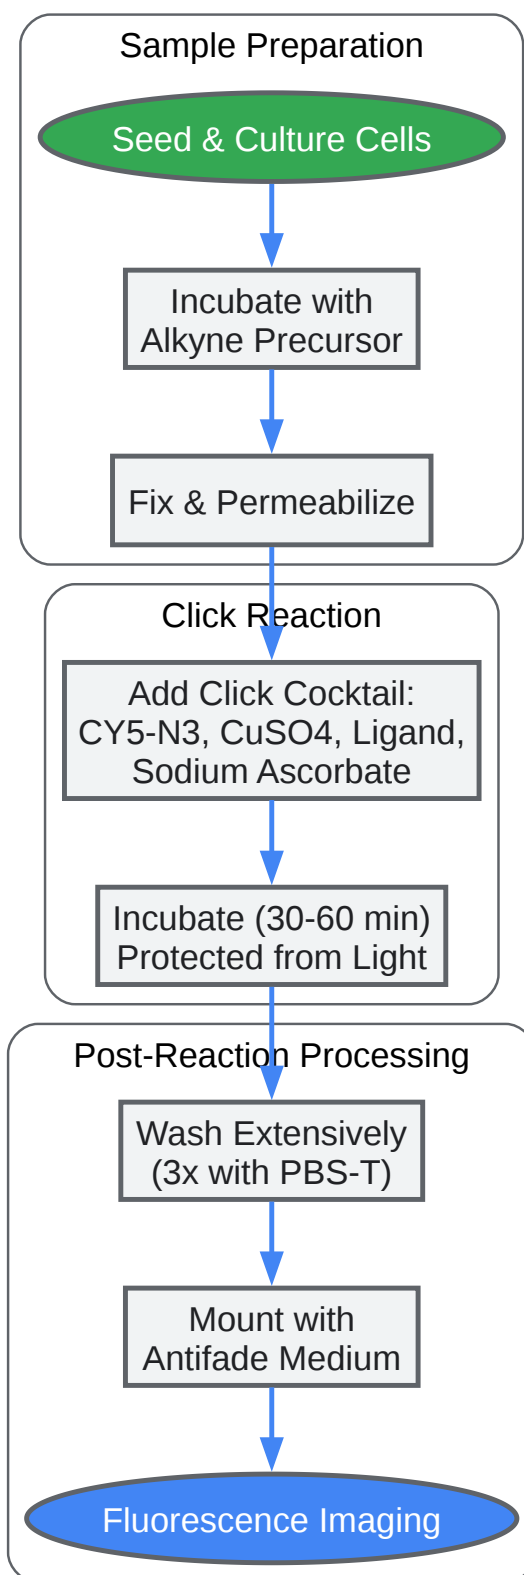 Sample Preparation
Seed & Culture Cells
Incubate with
Alkyne Precursor
Fix & Permeabilize
Click Reaction
Add Click Cocktail:
CY5-N3, CuSO4, Ligand,
Sodium Ascorbate
Incubate (30-60 min)
Protected from Light
Post-Reaction Processing
Wash Extensively
(3x with PBS-T)
Mount with
Antifade Medium
Fluorescence Imaging